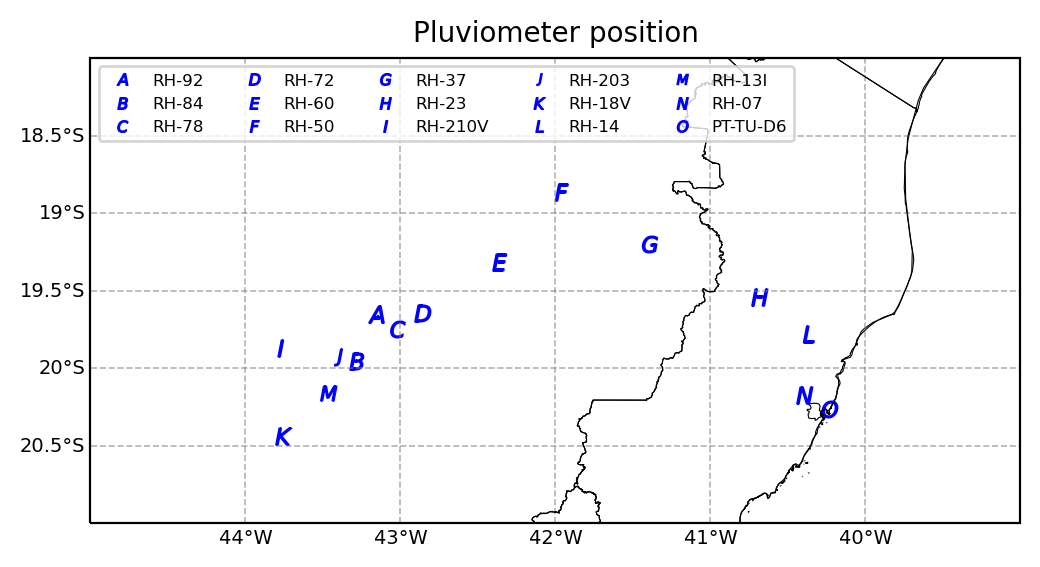 Pluviometer position
A RH-92 D RH-72 G RH-37 J RH-203 M RH-13I
B RH-84 E RH-60 H RH-23 K RH-18V N RH-07
C RH-78 F RH-50 I RH-210V L RH-14 O PT-TU-D6
18.5°S
F
19°S
G
E
H
19.5°S
A D
C
L
I J B
20°S
M N
O
K
20.5°S
44°W 43°W 42°W 41°W 40°W